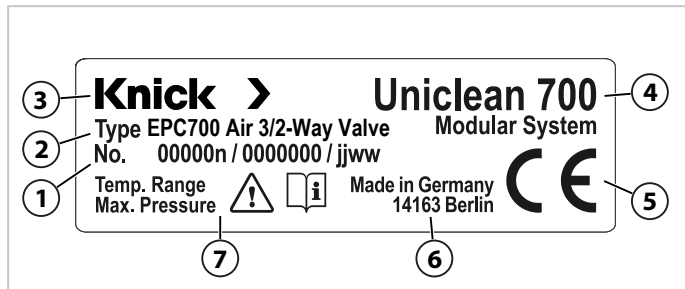 Knick >
Uniclean 700
Modular System
Type EPC700 Air 3/2-Way Valve
No. 00000n / 0000000 / jjww
Temp. Range
Max. Pressure
i
Made in Germany
14163 Berlin
CE
1
2
3
4
5
6
7